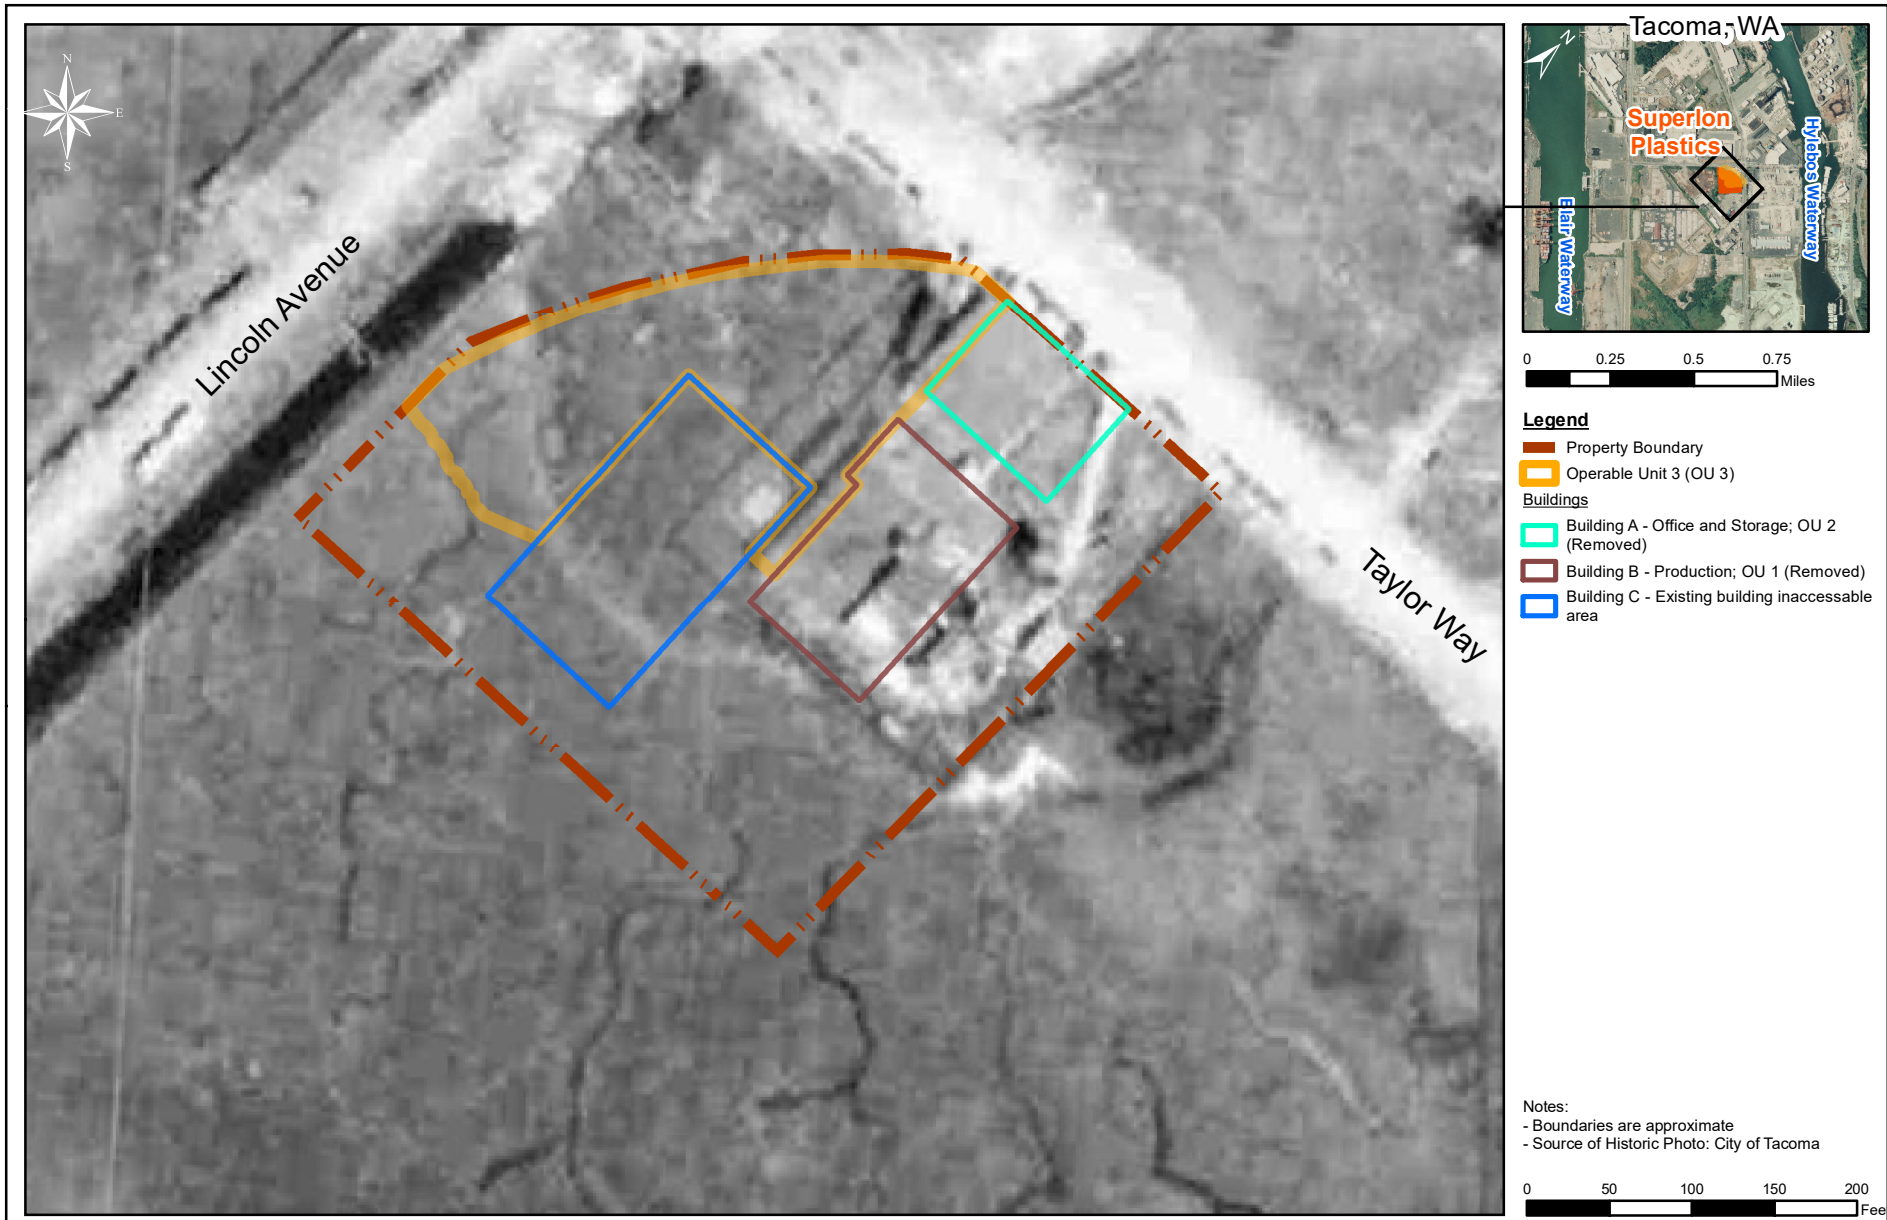 N
E
S
Lincoln Avenue
Taylor Way
Tacoma, WA
N
Superlon
Plastics
Blair Waterway
Hylebos Waterway
0 0.25 0.5 0.75
Miles
Legend
Property Boundary
Operable Unit 3 (OU 3)
Buildings
Building A - Office and Storage; OU 2
(Removed)
Building B - Production; OU 1 (Removed)
Building C - Existing building inaccessable
area
Notes:
- Boundaries are approximate
- Source of Historic Photo: City of Tacoma
0 50 100 150 200
Fee